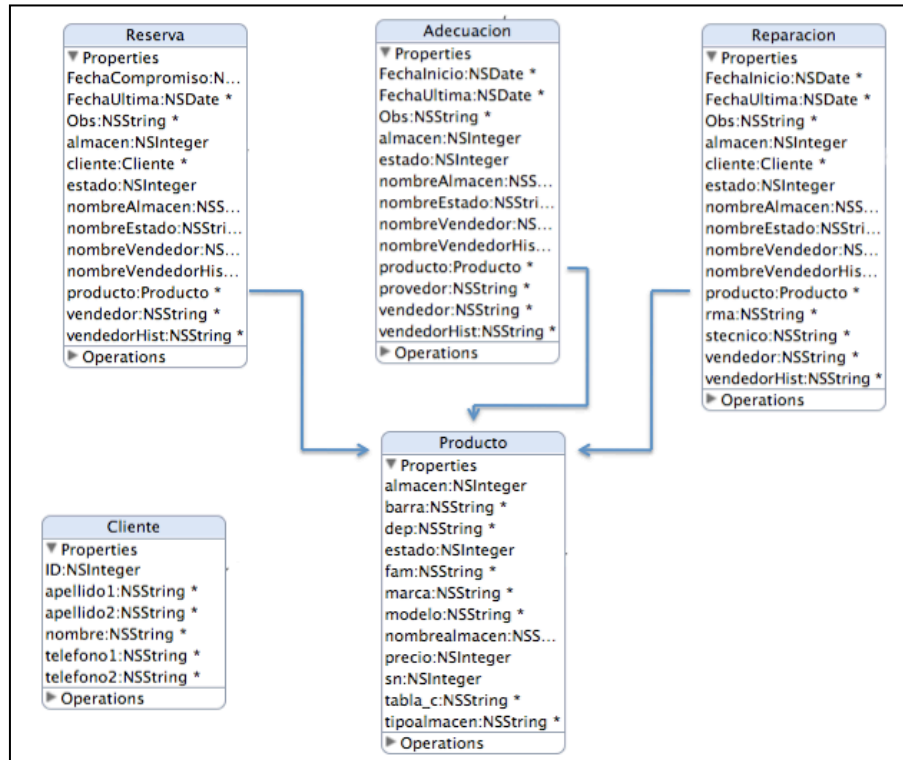 Reserva
Properties
FechaCompromiso:N...
FechaUltima:NSDate *
Obs:NSString *
almacen:NSInteger
cliente:Cliente *
estado:NSInteger
nombreAlmacen:NSS...
nombreEstado:NSStri...
nombreVendedor:NS...
nombreVendedorHis...
producto:Producto *
vendedor:NSString *
vendedorHist:NSString *
Operations
Adecuacion
Properties
FechaInicio:NSDate *
FechaUltima:NSDate *
Obs:NSString *
almacen:NSInteger
estado:NSInteger
nombreAlmacen:NSS...
nombreEstado:NSStri...
nombreVendedor:NS...
nombreVendedorHis...
producto:Producto *
provedor:NSString *
vendedor:NSString *
vendedorHist:NSString *
Operations
Reparacion
Properties
FechaInicio:NSDate *
FechaUltima:NSDate *
Obs:NSString *
almacen:NSInteger
cliente:Cliente *
estado:NSInteger
nombreAlmacen:NSS...
nombreEstado:NSStri...
nombreVendedor:NS...
nombreVendedorHis...
producto:Producto *
rma:NSString *
stecnico:NSString *
vendedor:NSString *
vendedorHist:NSString *
Operations
Cliente
Properties
ID:NSInteger
apellido1:NSString *
apellido2:NSString *
nombre:NSString *
telefono1:NSString *
telefono2:NSString *
Operations
Producto
Properties
almacen:NSInteger
barra:NSString *
dep:NSString *
estado:NSInteger
fam:NSString *
marca:NSString *
modelo:NSString *
nombrealmacen:NSS...
precio:NSInteger
sn:NSInteger
tabla_c:NSString *
tipoalmacen:NSString *
Operations